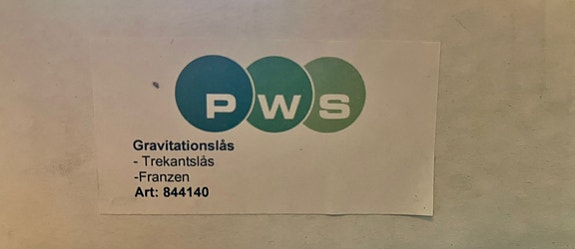 PWS
Gravitationslås
- Trekantslås
-Franzen
Art: 844140